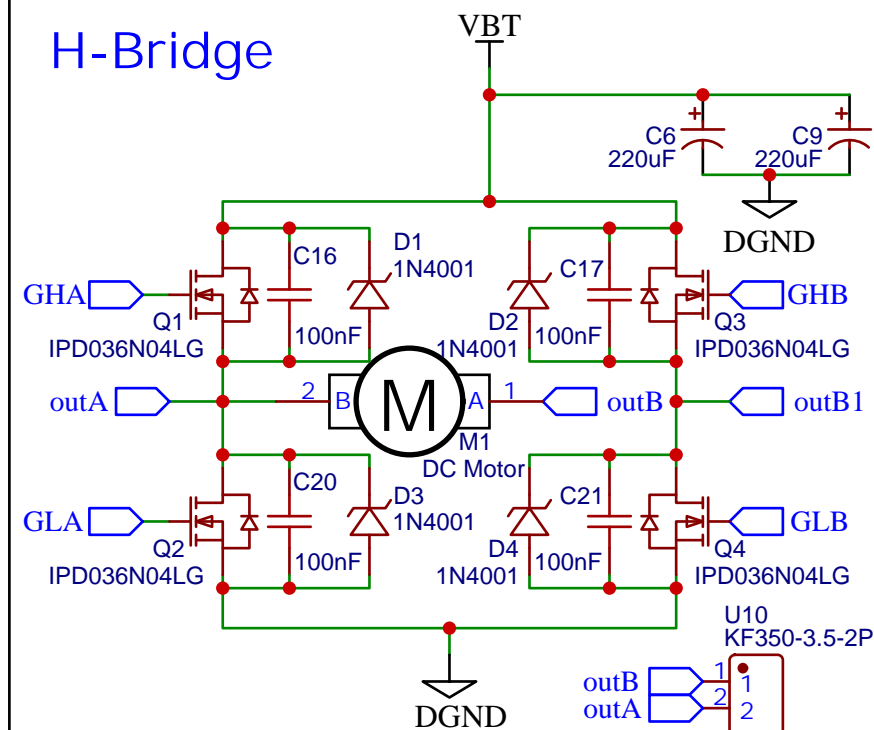 H-Bridge
VBT
C6
220uF
C9
220uF
DGND
GHA
Q1
IPD036N04LG
C16
100nF
D1
1N4001
D2
1N4001
C17
100nF
GHB
Q3
IPD036N04LG
outA
2
B
M
A
1
outB
outB1
M1
DC Motor
GLA
Q2
IPD036N04LG
C20
100nF
D3
1N4001
D4
1N4001
C21
100nF
GLB
Q4
IPD036N04LG
DGND
U10
KF350-3.5-2P
outB
1
1
outA
2
2